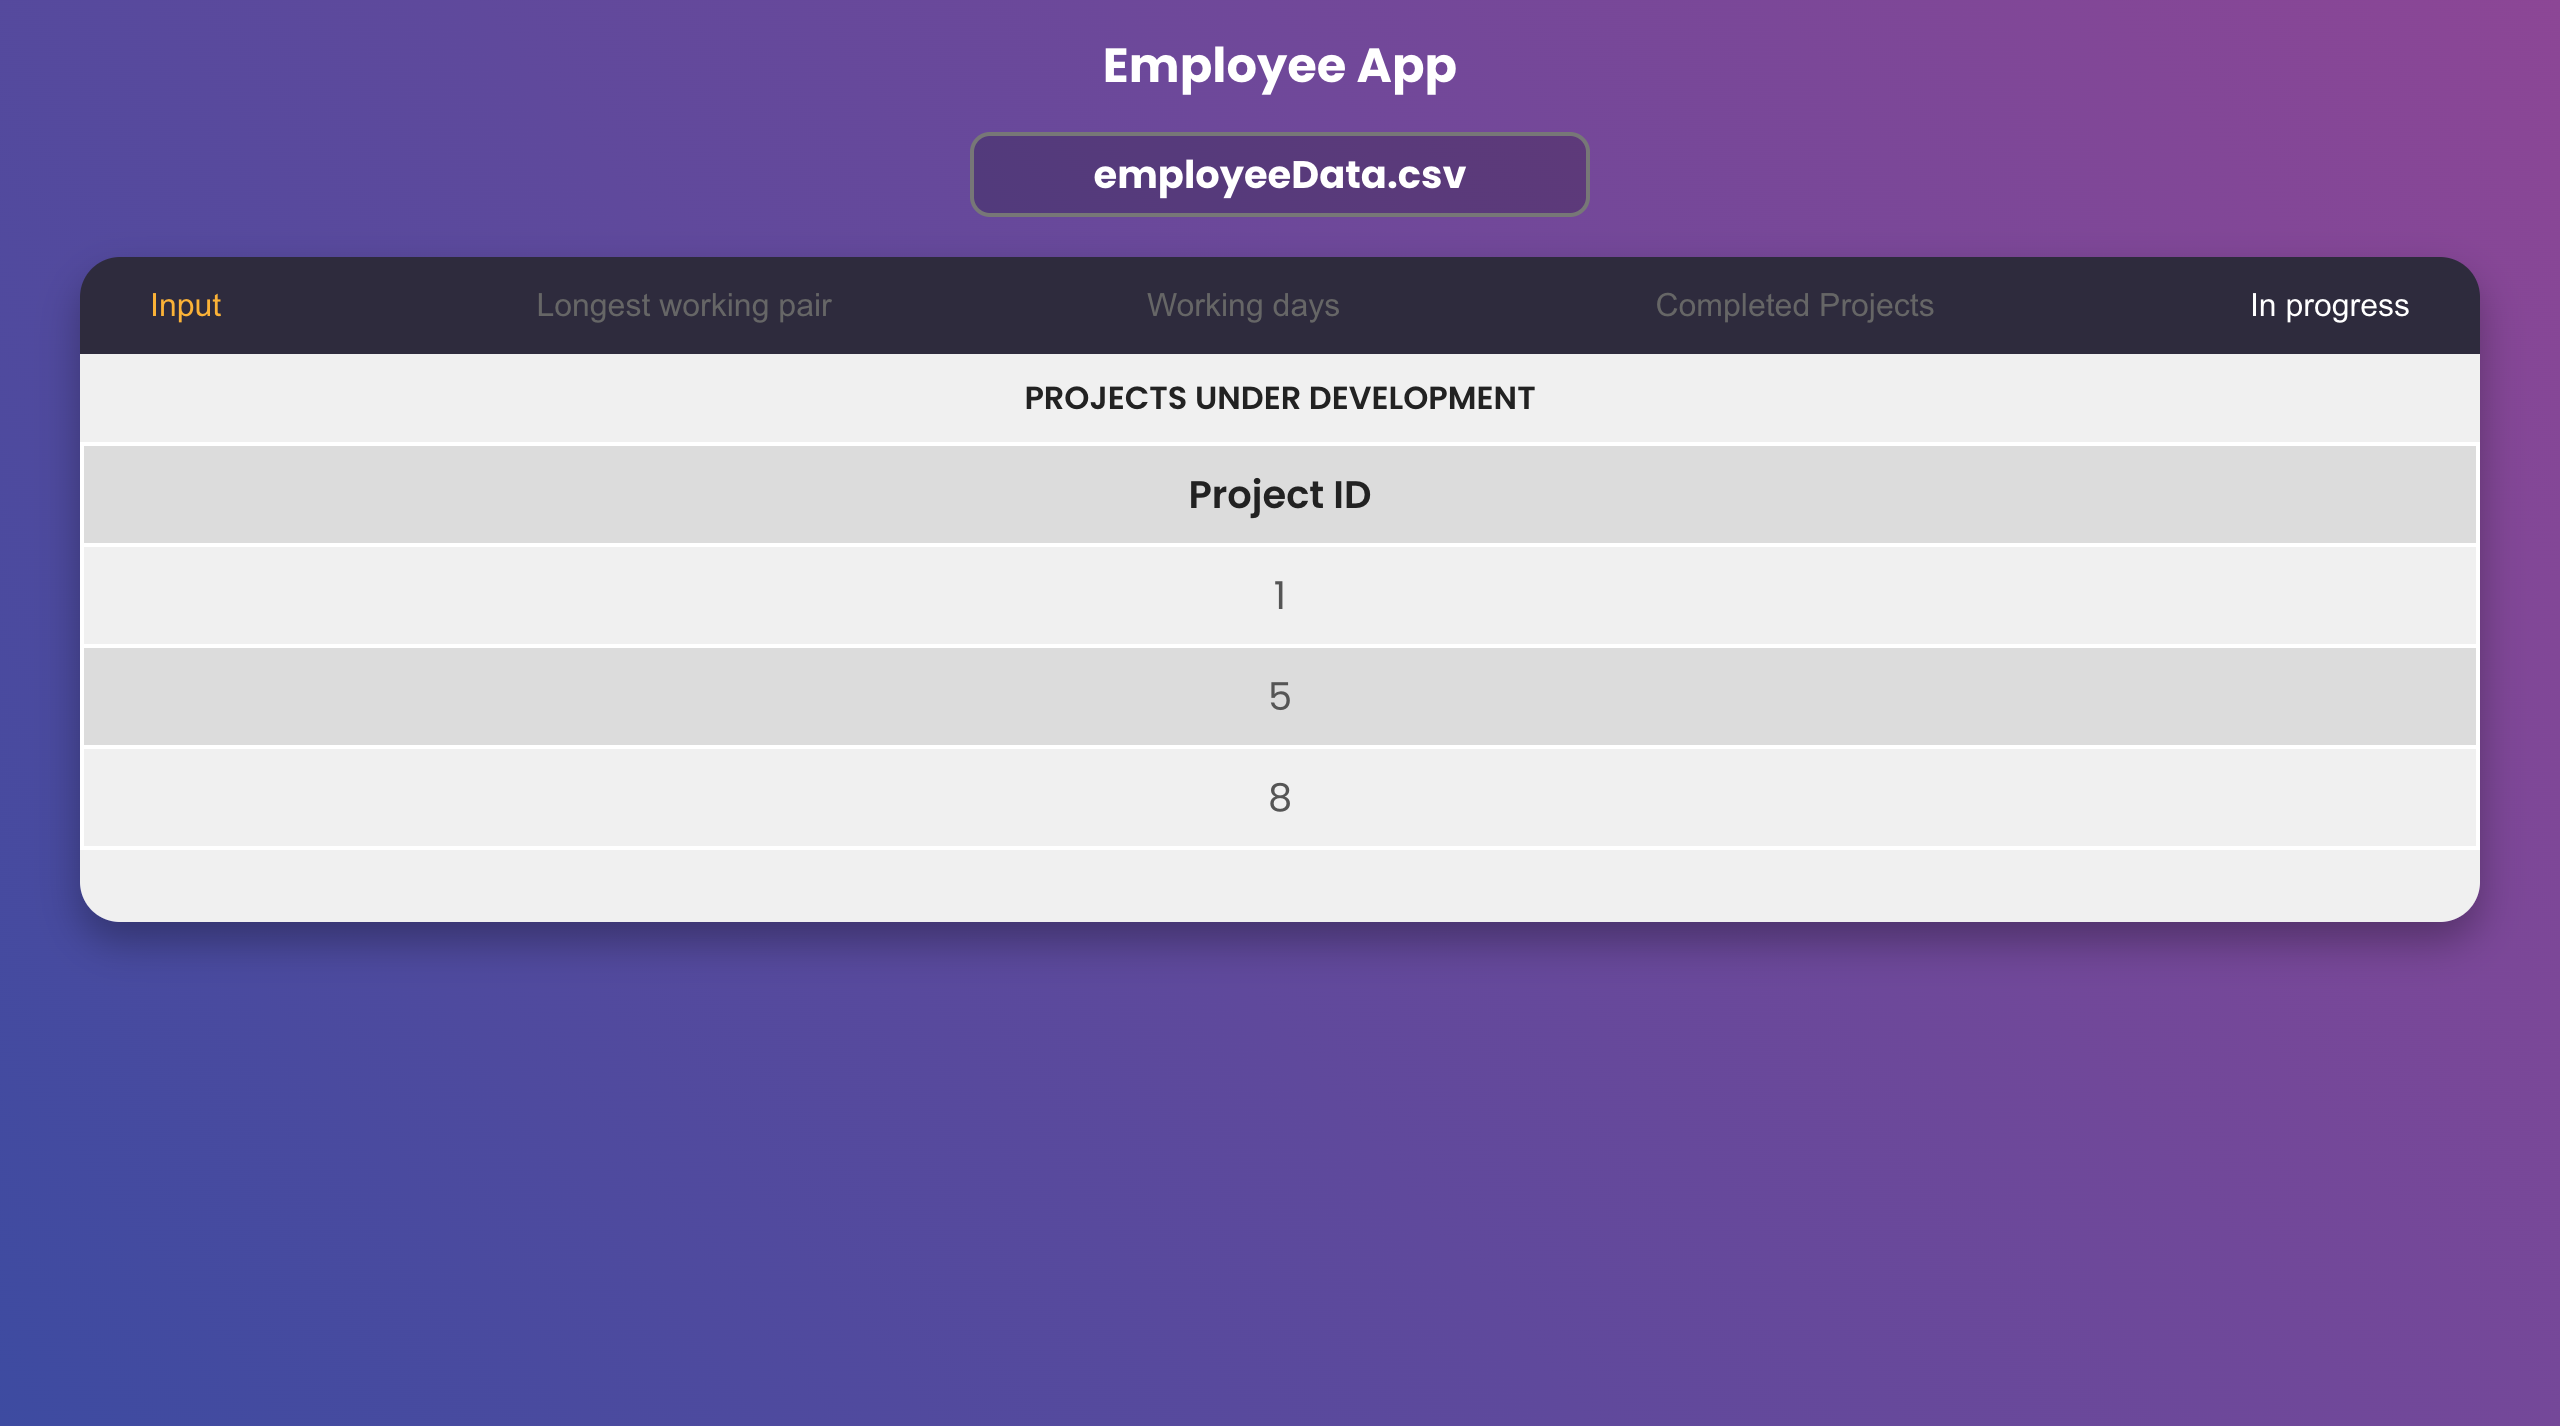 Employee App
employeeData.csv
Input Longest working pair Working days Completed Projects In progress
PROJECTS UNDER DEVELOPMENT
Project ID
1
5
8